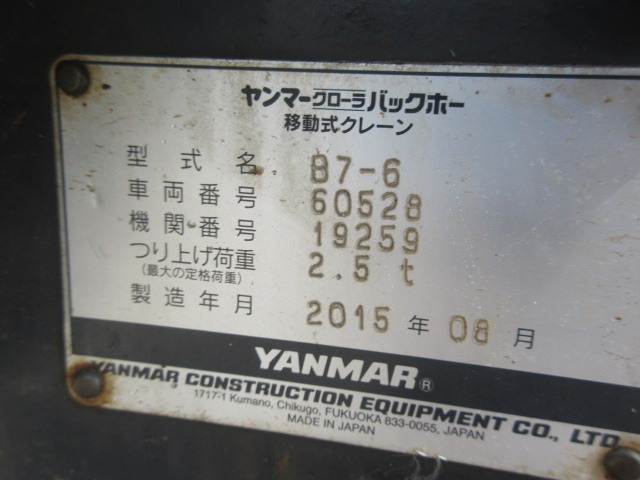 ヤンマークローラバックホー
移動式クレーン
型式名 B7-6
車両番号 60528
機関番号 19259
つり上げ荷重 2.5 t
(最大の定格荷重)
製造年月 2015 年 08 月
YANMAR®
YANMAR CONSTRUCTION EQUIPMENT CO., LTD.
1717-1 Kumano, Chikugo, FUKUOKA 833-0055, JAPAN
MADE IN JAPAN